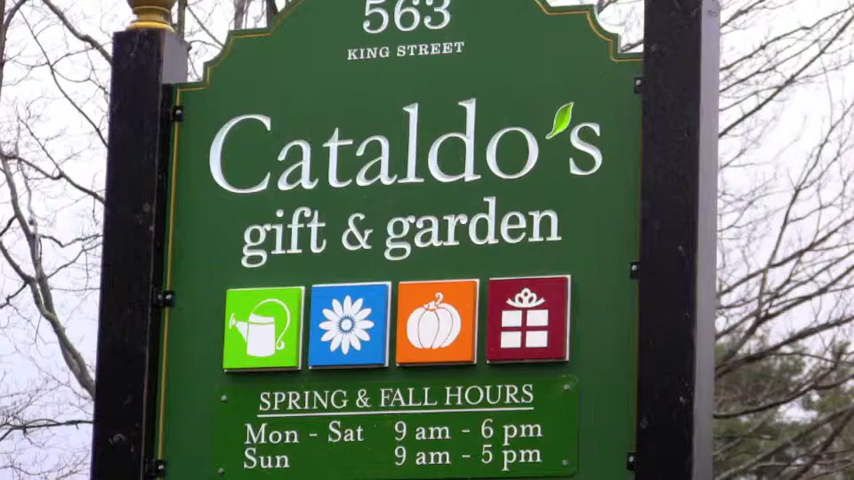 563
KING STREET
Cataldo's
gift & garden
SPRING & FALL HOURS
Mon - Sat 9 am - 6 pm
Sun 9 am - 5 pm